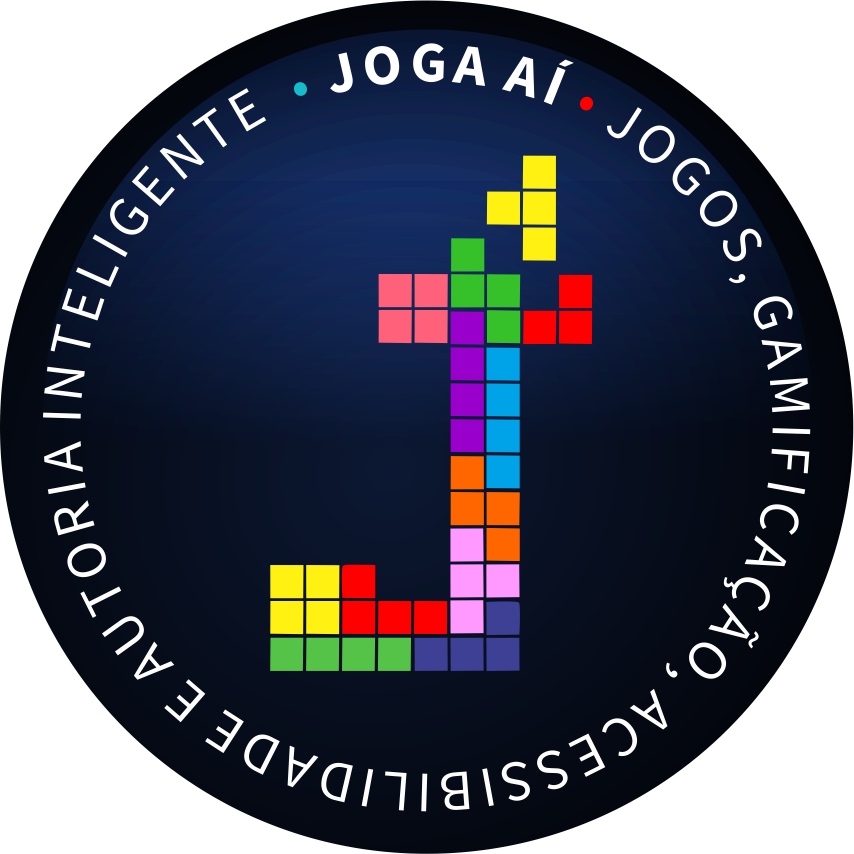 • JOGA AÍ •
JOGOS, GAMIFICAÇÃO, ACESSIBILIDADE E AUTORIA INTELIGENTE